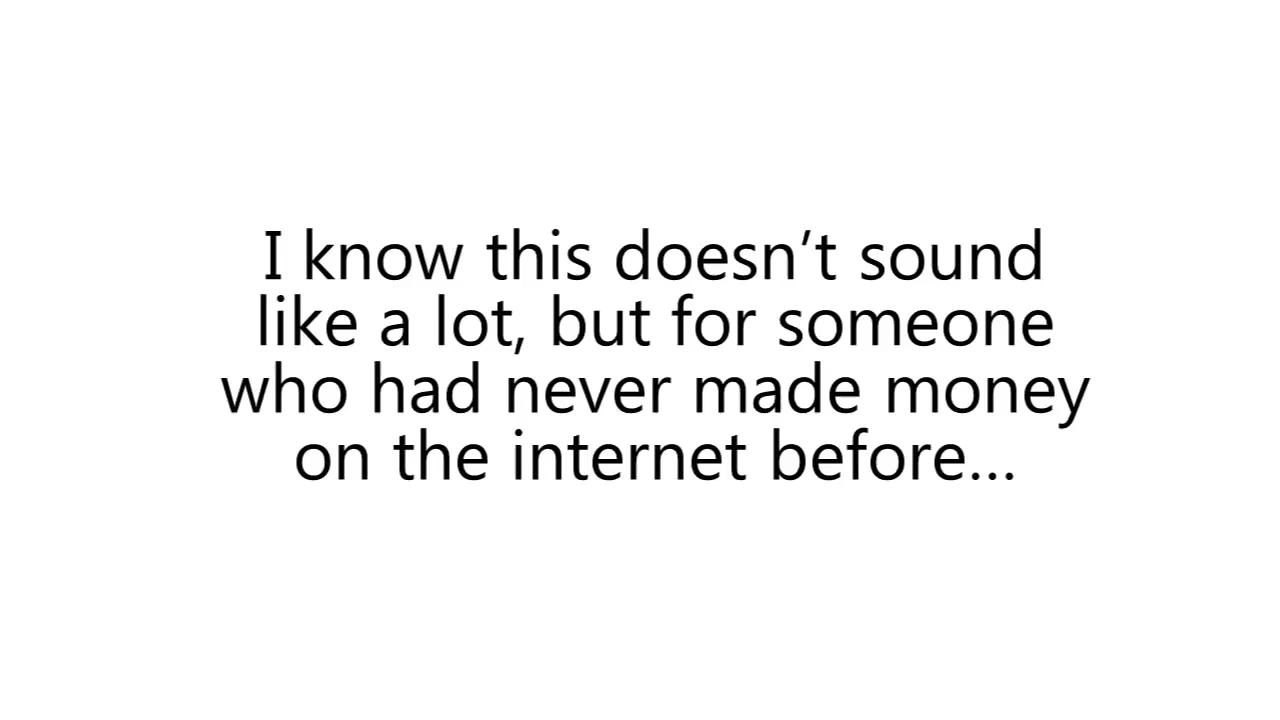 I know this doesn’t sound
like a lot, but for someone
who had never made money
on the internet before...